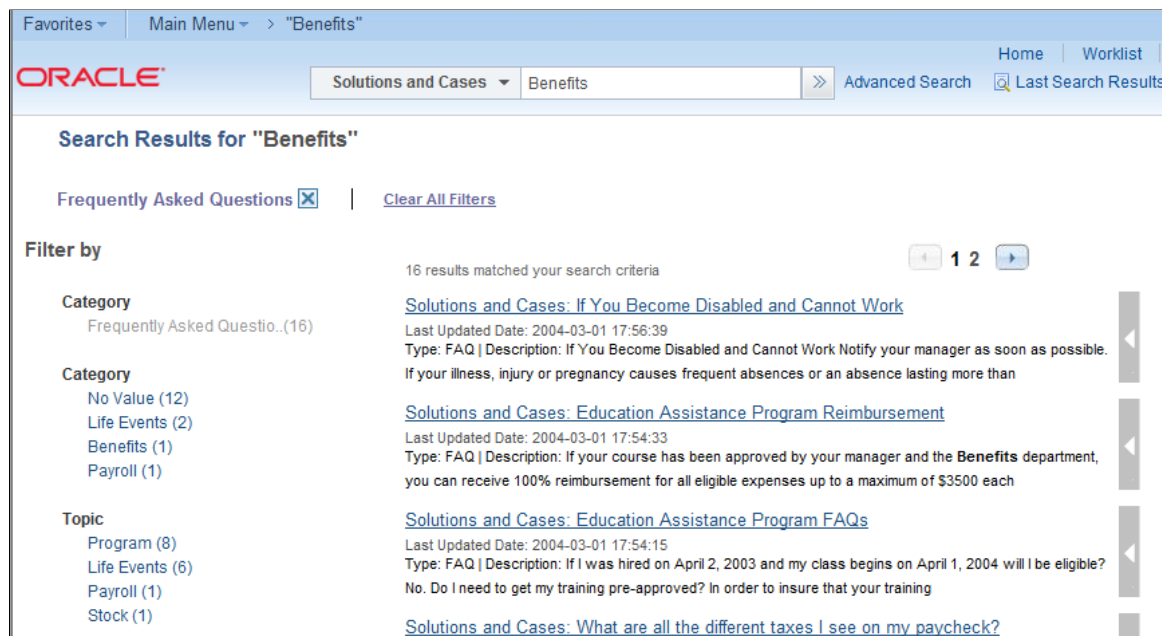 Favorites Main Menu > "Benefits"
Home Worklist
ORACLE Solutions and Cases Benefits Advanced Search Last Search Results
Search Results for "Benefits"
Frequently Asked Questions | Clear All Filters
Filter by
1 2
16 results matched your search criteria
Category
Frequently Asked Questio..(16)
Category
No Value (12)
Life Events (2)
Benefits (1)
Payroll (1)
Topic
Program (8)
Life Events (6)
Payroll (1)
Stock (1)
Solutions and Cases: If You Become Disabled and Cannot Work
Last Updated Date: 2004-03-01 17:56:39
Type: FAQ | Description: If You Become Disabled and Cannot Work Notify your manager as soon as possible.
If your illness, injury or pregnancy causes frequent absences or an absence lasting more than
Solutions and Cases: Education Assistance Program Reimbursement
Last Updated Date: 2004-03-01 17:54:33
Type: FAQ | Description: If your course has been approved by your manager and the Benefits department,
you can receive 100% reimbursement for all eligible expenses up to a maximum of $3500 each
Solutions and Cases: Education Assistance Program FAQs
Last Updated Date: 2004-03-01 17:54:15
Type: FAQ | Description: If I was hired on April 2, 2003 and my class begins on April 1, 2004 will I be eligible?
No. Do I need to get my training pre-approved? In order to insure that your training
Solutions and Cases: What are all the different taxes I see on my paycheck?